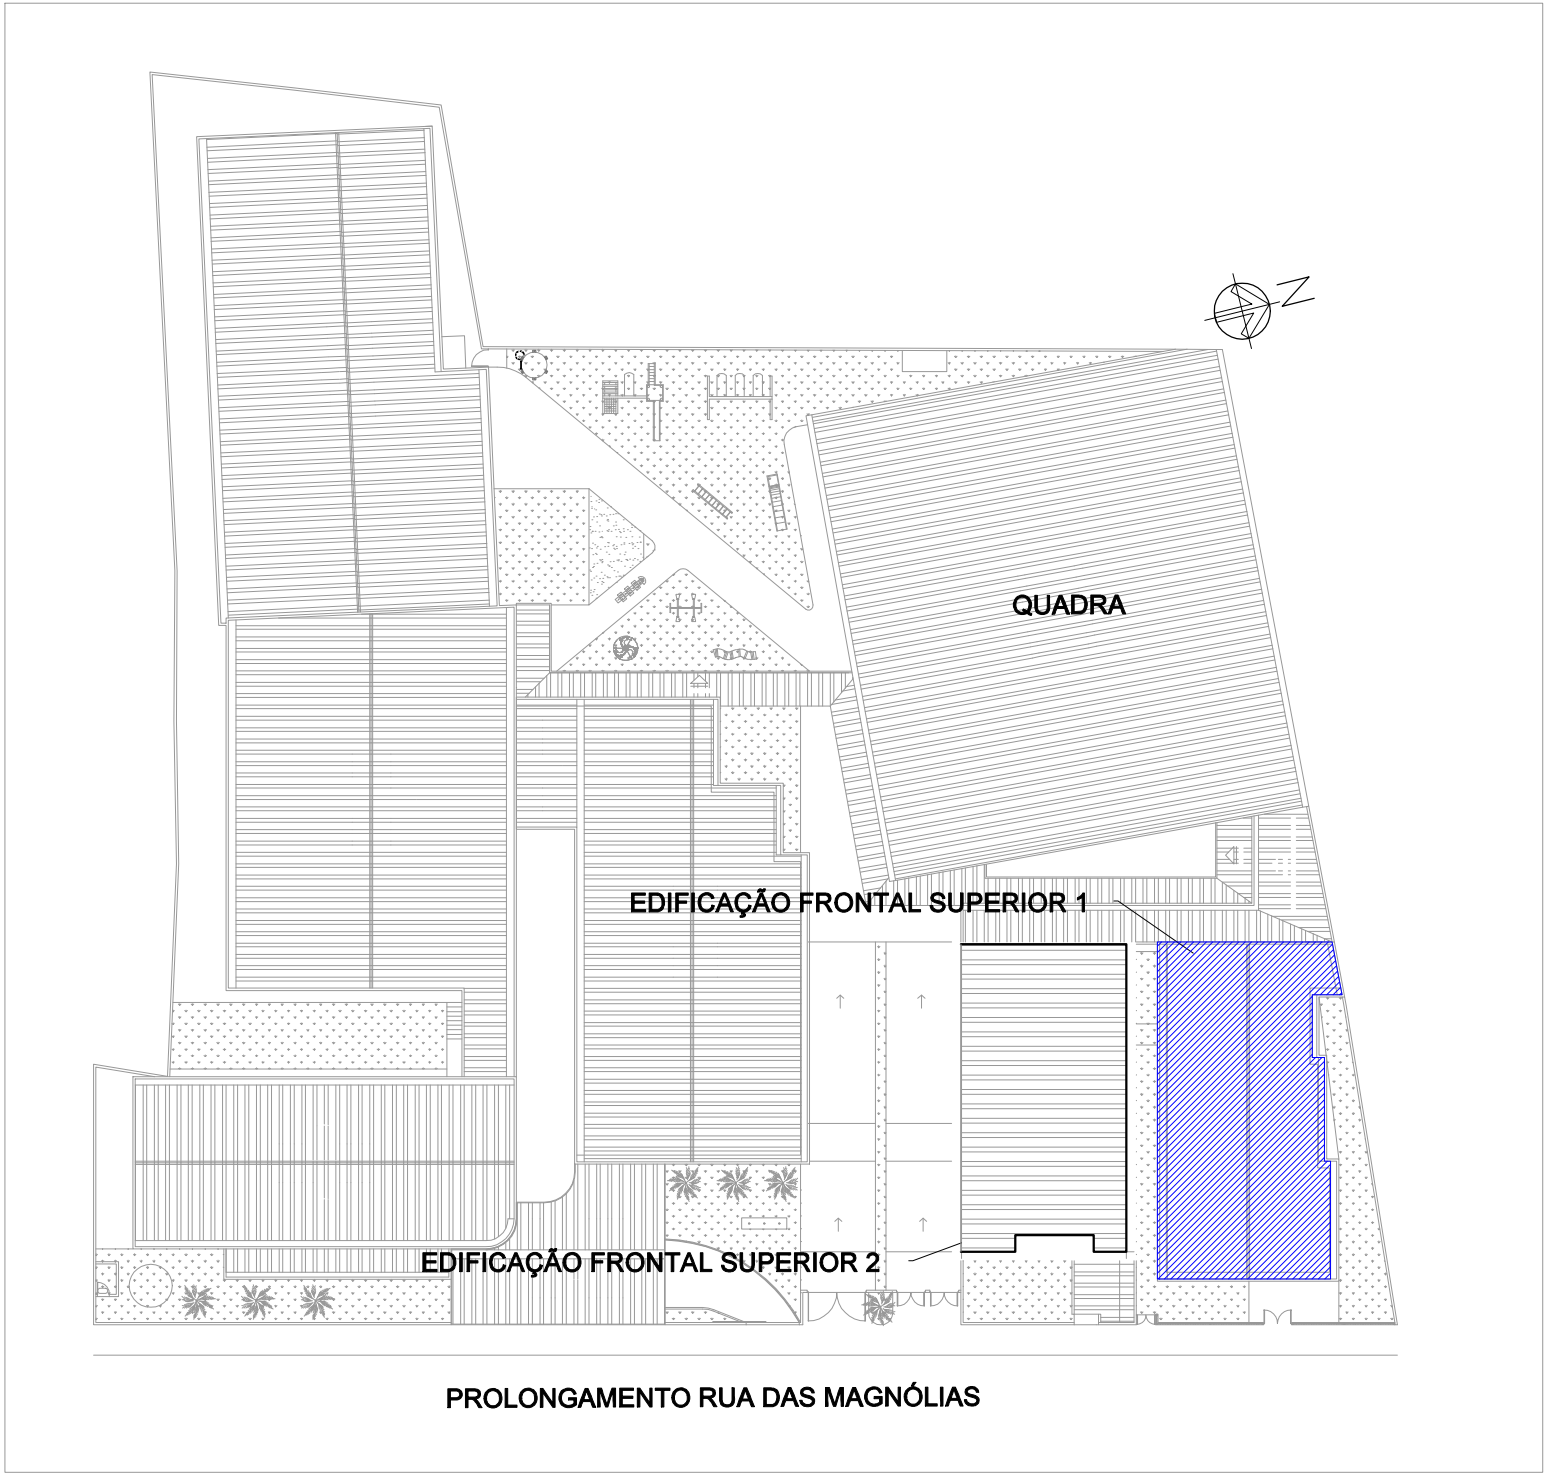 N
QUADRA
EDIFICAÇÃO FRONTAL SUPERIOR 1
EDIFICAÇÃO FRONTAL SUPERIOR 2
PROLONGAMENTO RUA DAS MAGNÓLIAS